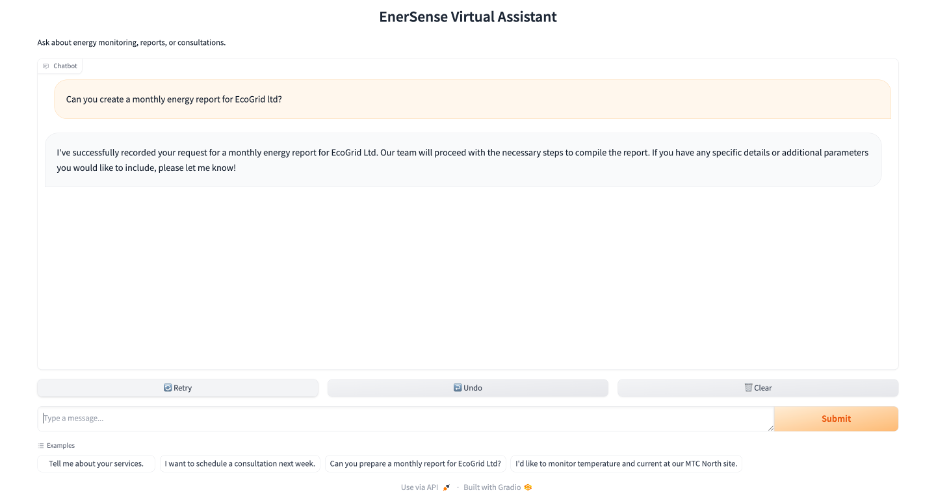 EnerSense Virtual Assistant
Ask about energy monitoring, reports, or consultations.
Chatbot
Can you create a monthly energy report for EcoGrid ltd?
I've successfully recorded your request for a monthly energy report for EcoGrid Ltd. Our team will proceed with the necessary steps to compile the report. If you have any specific details or additional parameters
you would like to include, please let me know!
Retry
Undo
Clear
Type a message...
Submit
Examples
Tell me about your services.
I want to schedule a consultation next week.
Can you prepare a monthly report for EcoGrid Ltd?
I'd like to monitor temperature and current at our MTC North site.
Use via API · Built with Gradio